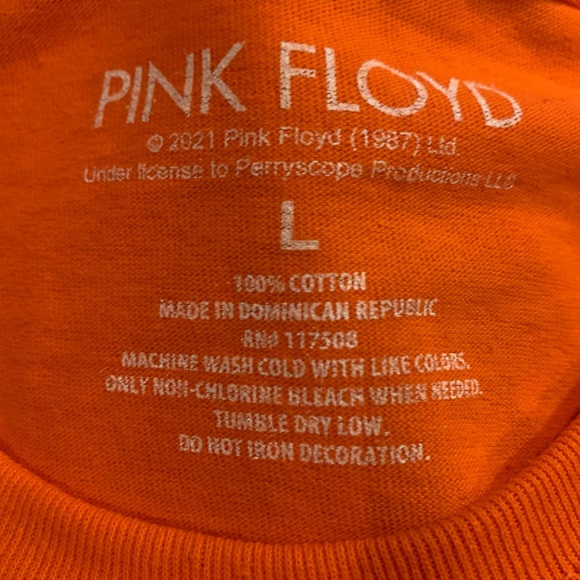 PINK FLOYD
© 2021 Pink Floyd (1987) Ltd.
Under license to Perryscope Productions LLC
L
100% COTTON
MADE IN DOMINICAN REPUBLIC
RN# 117508
MACHINE WASH COLD WITH LIKE COLORS.
ONLY NON-CHLORINE BLEACH WHEN NEEDED.
TUMBLE DRY LOW.
DO NOT IRON DECORATION.